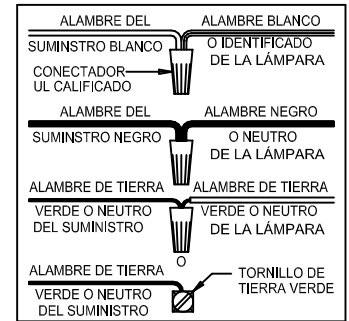 ALAMBRE DEL
SUMINSTRO BLANCO
ALAMBRE BLANCO
O IDENTIFICADO
DE LA LÁMPARA
CONECTADOR
UL CALIFICADO
ALAMBRE DEL
SUMINSTRO NEGRO
ALAMBRE NEGRO
O NEUTRO
DE LA LÁMPARA
ALAMBRE DE TIERRA
VERDE O NEUTRO
DEL SUMINISTRO
ALAMBRE DE TIERRA
VERDE O NEUTRO
DE LA LÁMPARA
O
ALAMBRE DE TIERRA
VERDE O NEUTRO
DEL SUMINISTRO
TORNILLO DE
TIERRA VERDE